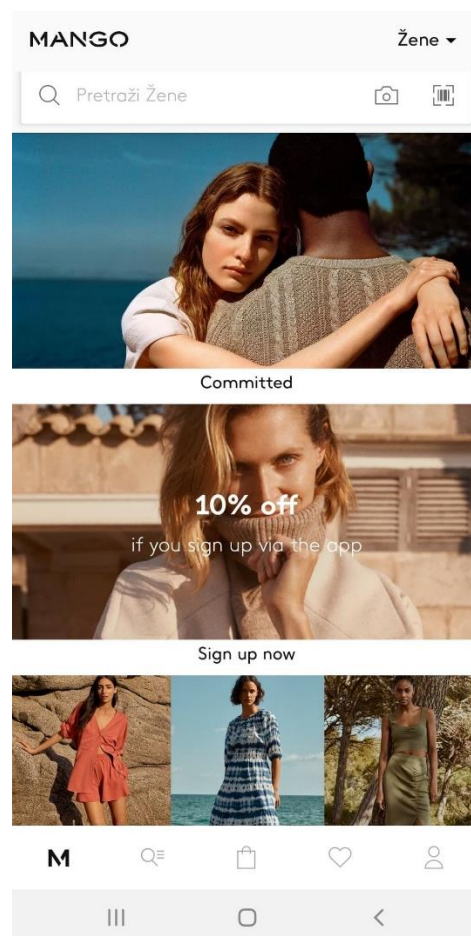 MANGO
Žene
Pretraži Žene
Committed
10% off
if you sign up via the app
Sign up now
M